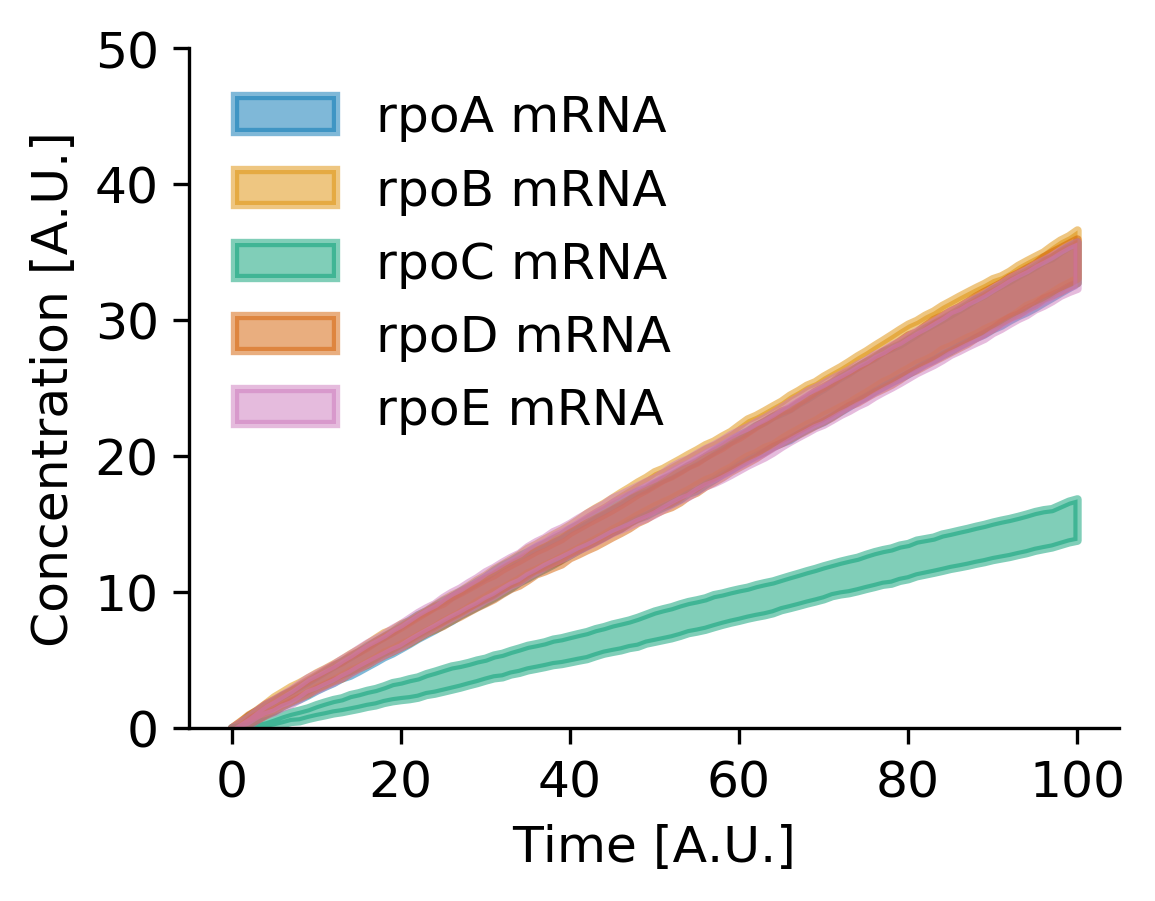 Concentration [A.U.]
50
40
30
20
10
0
rpoA mRNA
rpoB mRNA
rpoC mRNA
rpoD mRNA
rpoE mRNA
0 20 40 60 80 100
Time [A.U.]